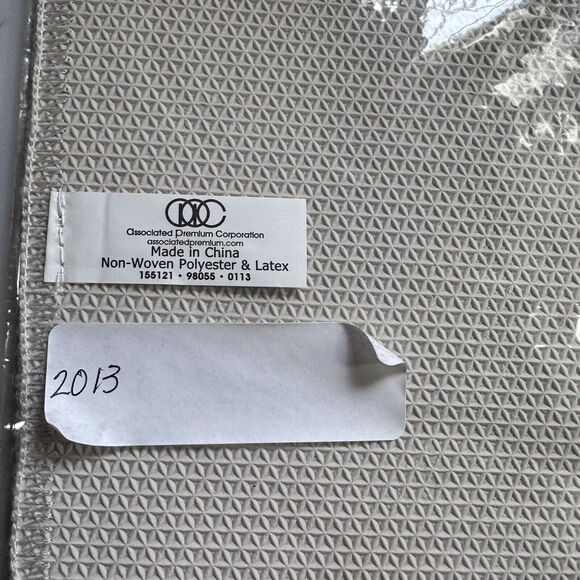 associated premium corporation
associatedpremium.com
Made in China
Non-Woven Polyester & Latex
155121 • 98055 • 0113
2013